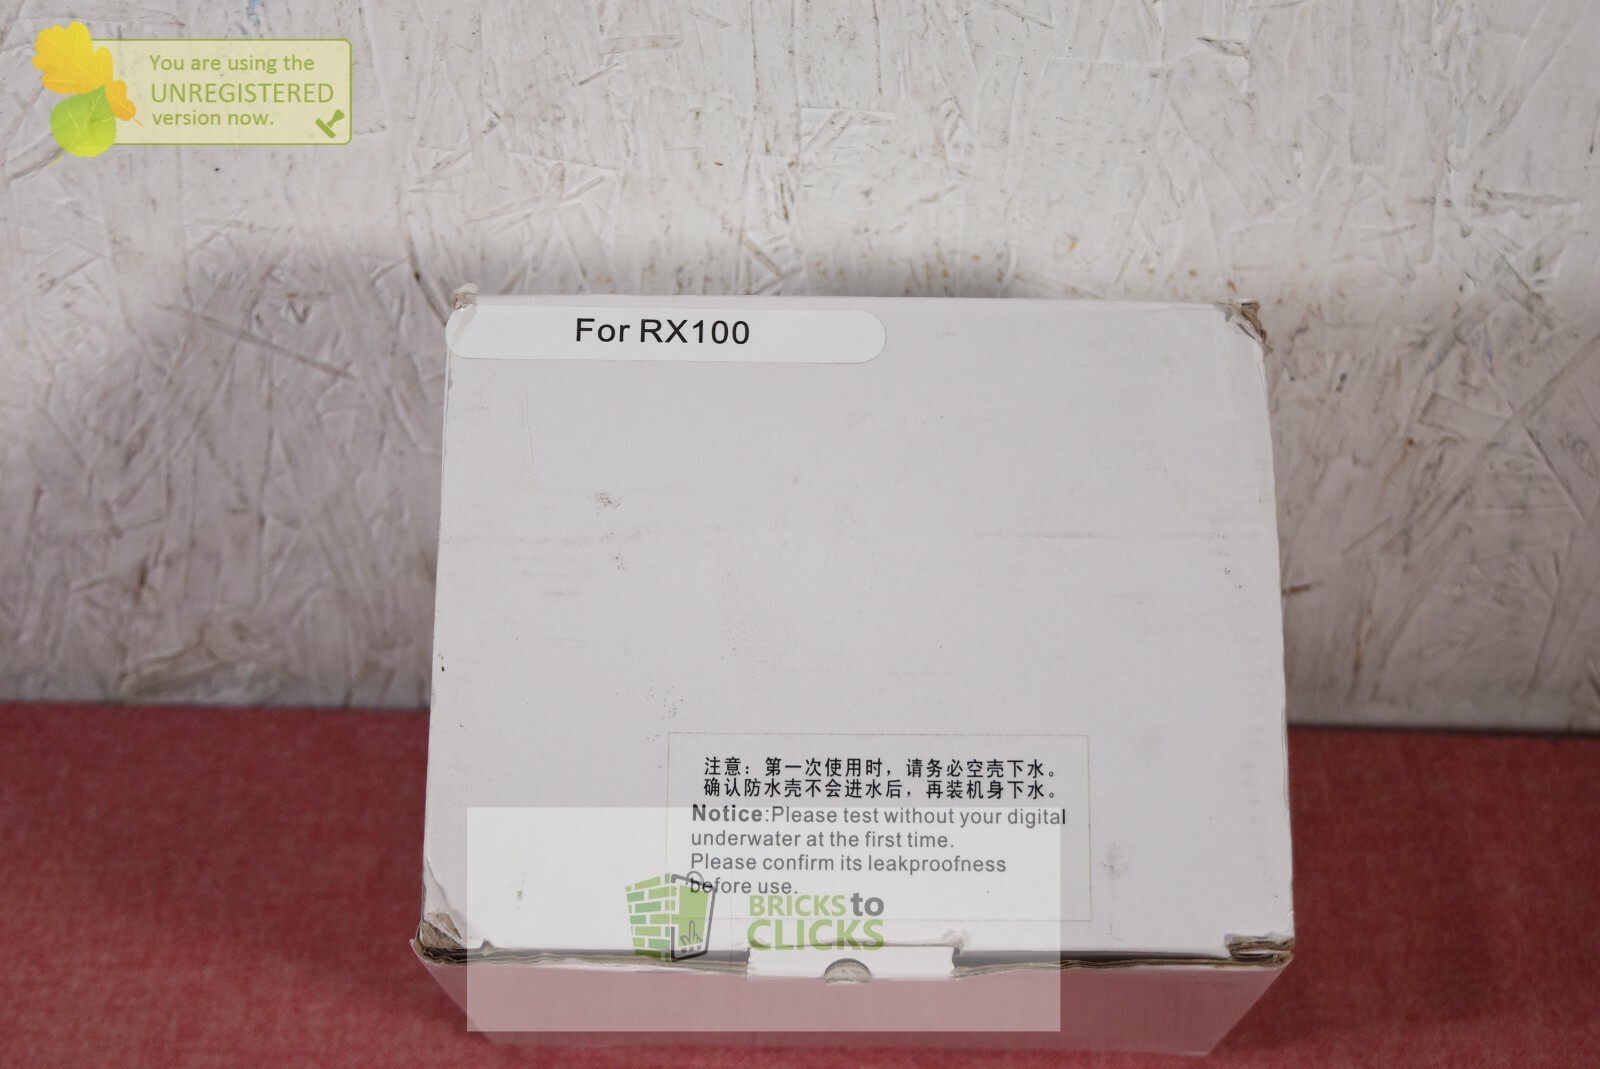 You are using the
UNREGISTERED
version now.
For RX100
注意：第一次使用时，请务必空壳下水。
确认防水壳不会进水后，再装机身下水。
Notice:Please test without your digital
underwater at the first time.
Please confirm its leakproofness
before use.
BRICKS to
CLICKS